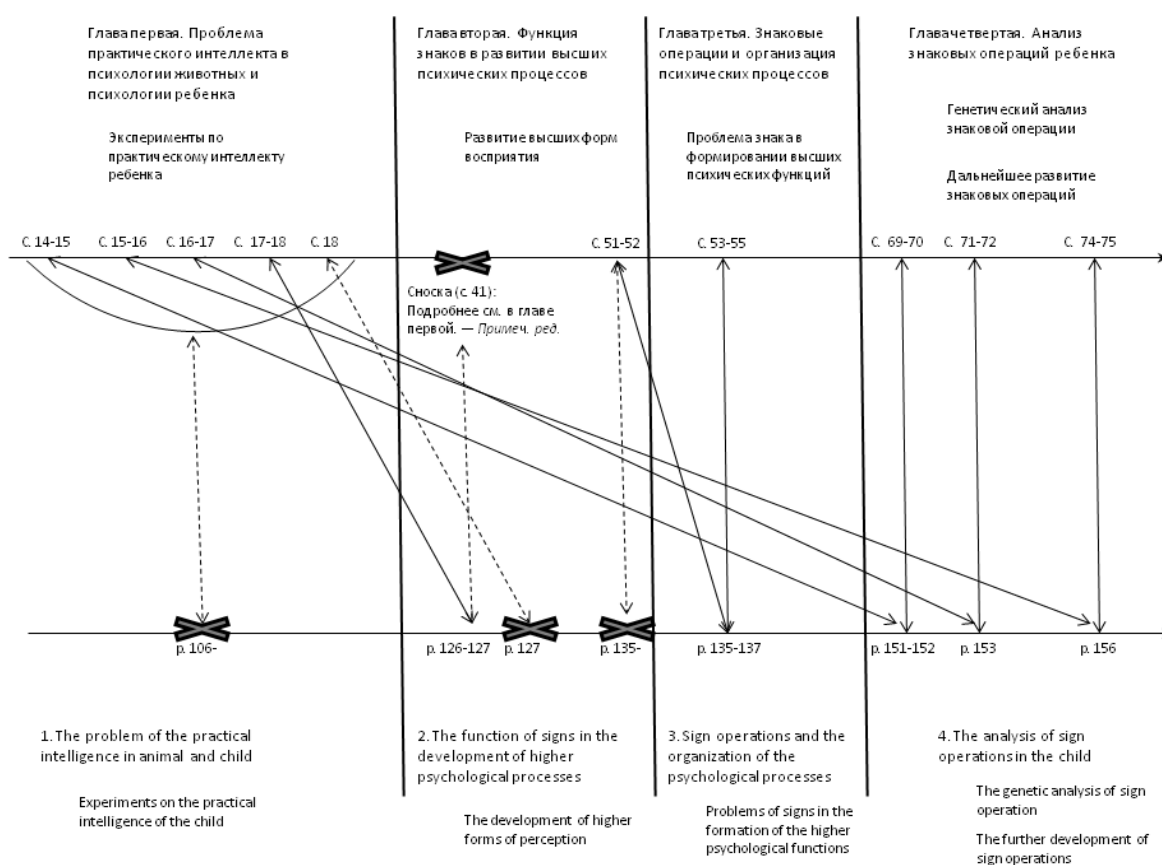 Глава первая. Проблема
практического интеллекта в
психологии животных и
психологии ребенка
Эксперименты по
практическому интеллекту
ребенка
Глава вторая. Функция
знаков в развитии высших
психических процессов
Развитие высших форм
восприятия
Глава третья. Знаковые
операции и организация
психических процессов
Проблема знака в
формировании высших
психических функций
Глава четвертая. Анализ
знаковых операций ребенка
Генетический анализ
знаковой операции
Дальнейшее развитие
знаковых операций
С. 14-15
С. 15-16
С. 16-17
С. 17-18
С. 18
С. 51-52
С. 53-55
С. 69-70
С. 71-72
С. 74-75
Сноска (с. 41):
Подробнее см. в главе
первой. — Примеч. ред.
p. 106-
p. 126-127
p. 127
p. 135-
p. 135-137
p. 151-152
p. 153
p. 156
1. The problem of the practical
intelligence in animal and child
Experiments on the practical
intelligence of the child
2. The function of signs in the
development of higher
psychological processes
The development of higher
forms of perception
3. Sign operations and the
organization of the
psychological processes
Problems of signs in the
formation of the higher
psychological functions
4. The analysis of sign
operations in the child
The genetic analysis of sign
operation
The further development of
sign operations